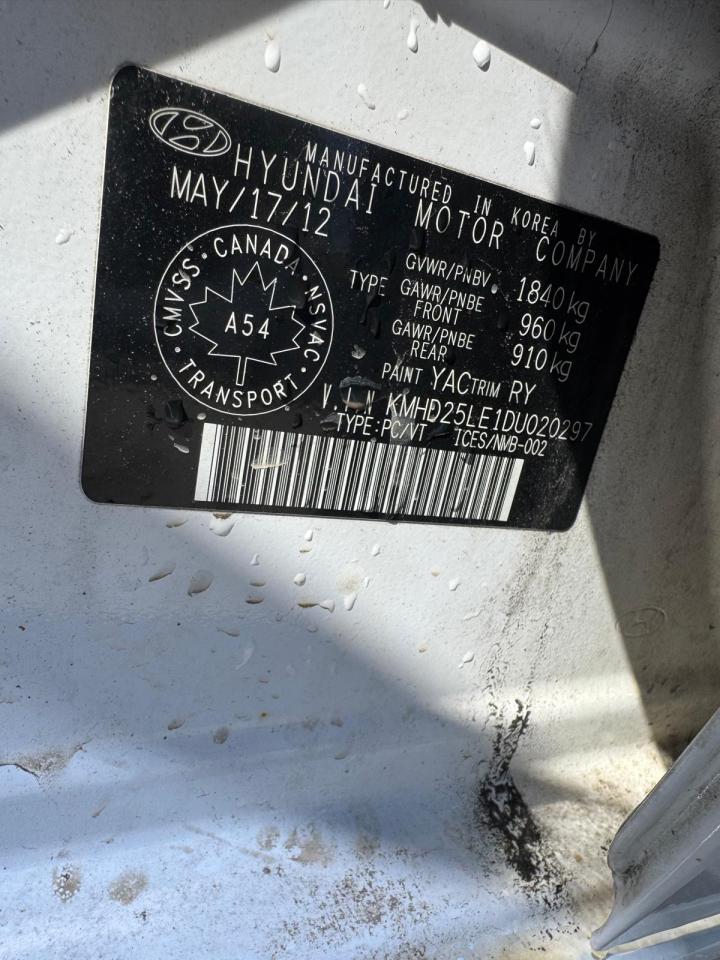 MANUFACTURED IN KOREA BY
HYUNDAI MOTOR COMPANY
MAY/17/12
CMVSS • CANADA • NSVAC • TRANSPORT •
A54
TYPE
GVWR/PNBV 1840 kg
GAWR/PNBE FRONT 960 kg
GAWR/PNBE REAR 910 kg
PAINT YAC TRIM RY
KMHD25LE1DU020297
TYPE:PC/VT TCES/NMB-002